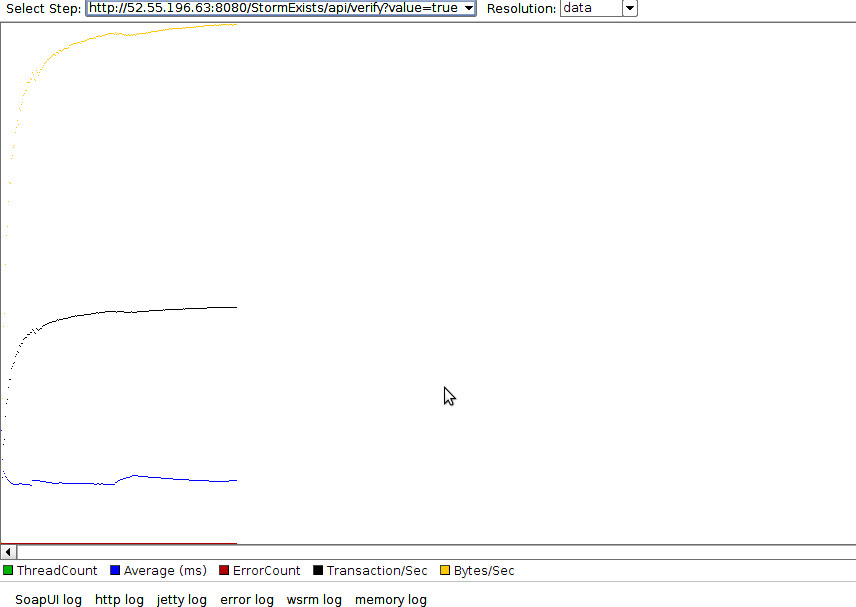 Select Step: http://52.55.196.63:8080/StormExists/api/verify?value=true Resolution: data
ThreadCount Average (ms) ErrorCount Transaction/Sec Bytes/Sec
SoapUI log http log jetty log error log wsrm log memory log